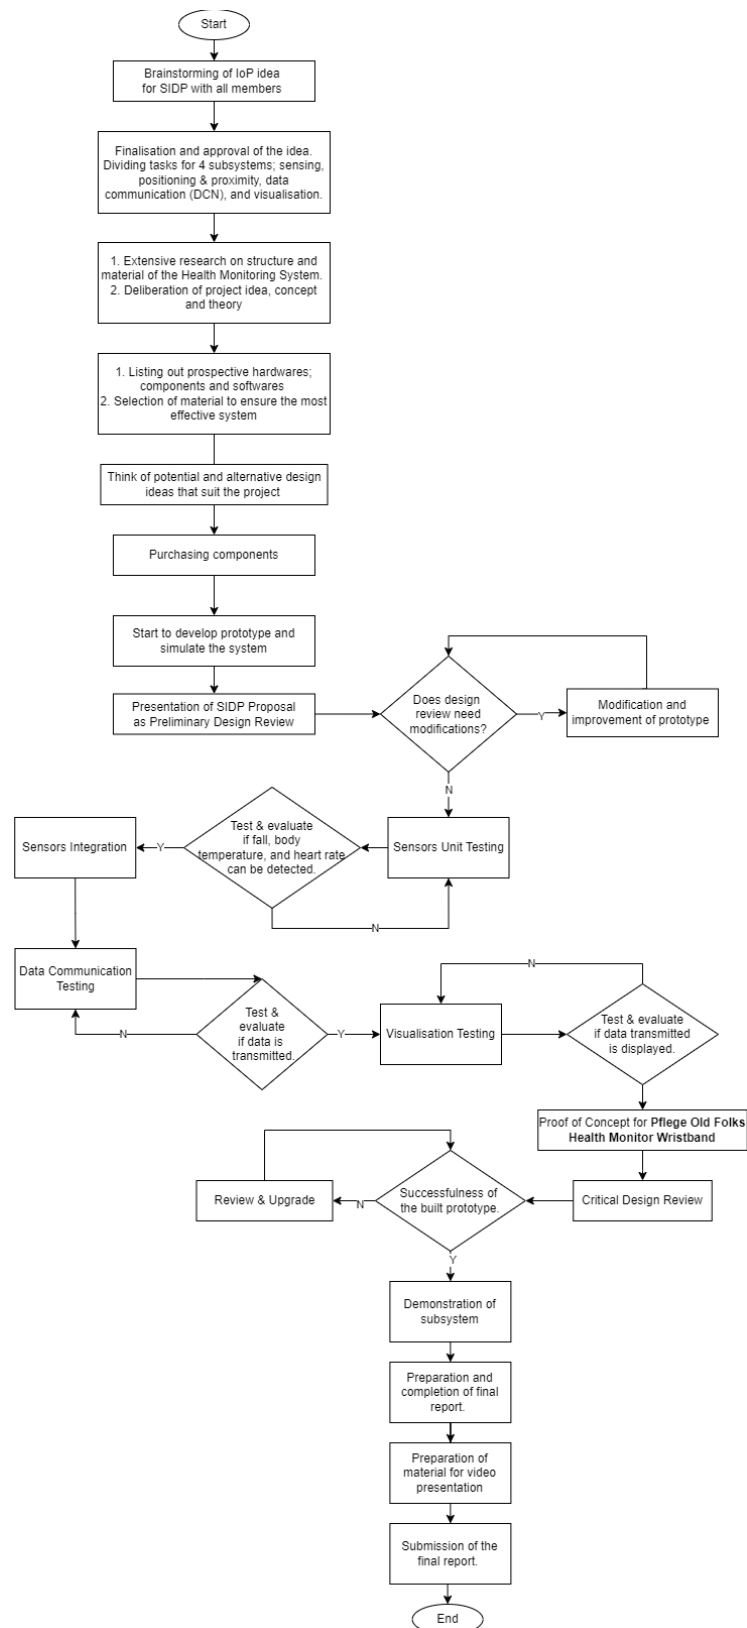 Start
Brainstorming of IoP idea
for SIDP with all members
Finalisation and approval of the idea.
Dividing tasks for 4 subsystems; sensing,
positioning & proximity, data
communication (DCN), and visualisation.
1. Extensive research on structure and
material of the Health Monitoring System.
2. Deliberation of project idea, concept
and theory
1. Listing out prospective hardwares;
components and softwares
2. Selection of material to ensure the most
effective system
Think of potential and alternative design
ideas that suit the project
Purchasing components
Start to develop prototype and
simulate the system
Presentation of SIDP Proposal
as Preliminary Design Review
Does design
review need
modifications?
Y
Modification and
improvement of prototype
N
Sensors Unit Testing
Test & evaluate
if fall, body
temperature, and heart rate
can be detected.
Y
N
Sensors Integration
Data Communication
Testing
Test &
evaluate
if data is
transmitted.
N
Y
Visualisation Testing
N
Test & evaluate
if data transmitted
is displayed.
Proof of Concept for Pflege Old Folks
Health Monitor Wristband
Critical Design Review
Successfulness of
the built prototype.
N
Review & Upgrade
Y
Demonstration of
subsystem
Preparation and
completion of final
report.
Preparation of
material for video
presentation
Submission of the
final report.
End